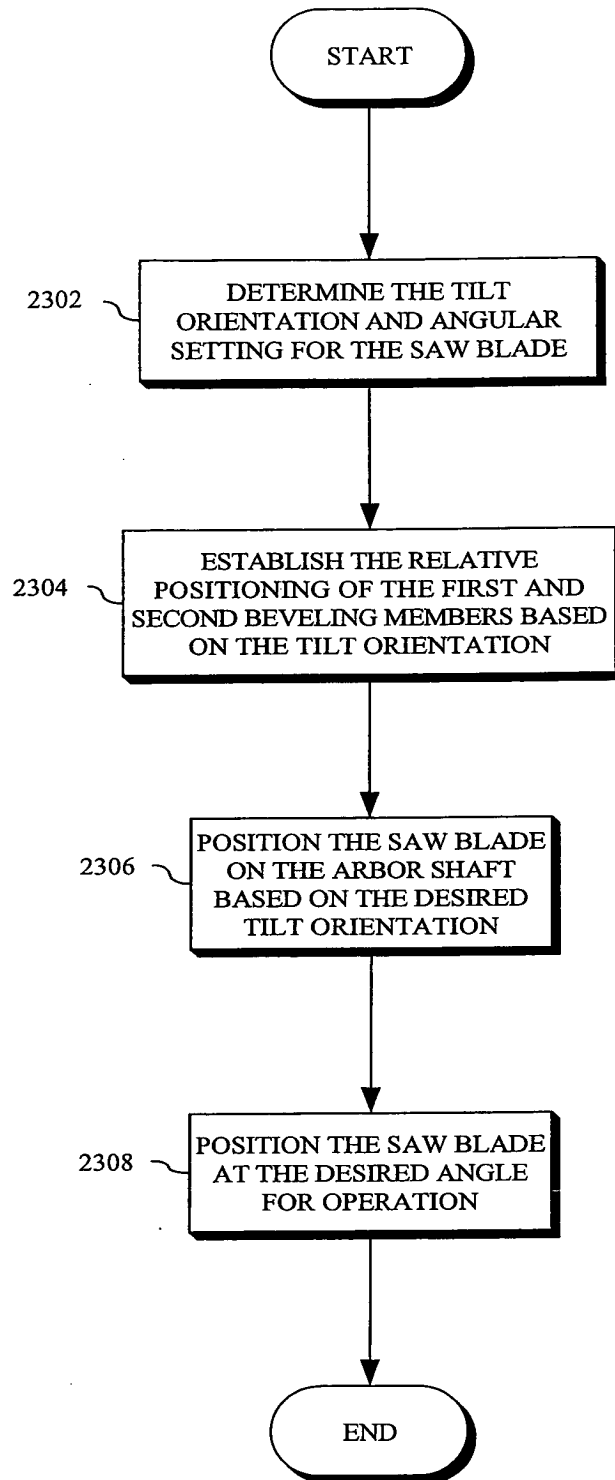 START
2302
DETERMINE THE TILT
ORIENTATION AND ANGULAR
SETTING FOR THE SAW BLADE
2304
ESTABLISH THE RELATIVE
POSITIONING OF THE FIRST AND
SECOND BEVELING MEMBERS BASED
ON THE TILT ORIENTATION
2306
POSITION THE SAW BLADE
ON THE ARBOR SHAFT
BASED ON THE DESIRED
TILT ORIENTATION
2308
POSITION THE SAW BLADE
AT THE DESIRED ANGLE
FOR OPERATION
END